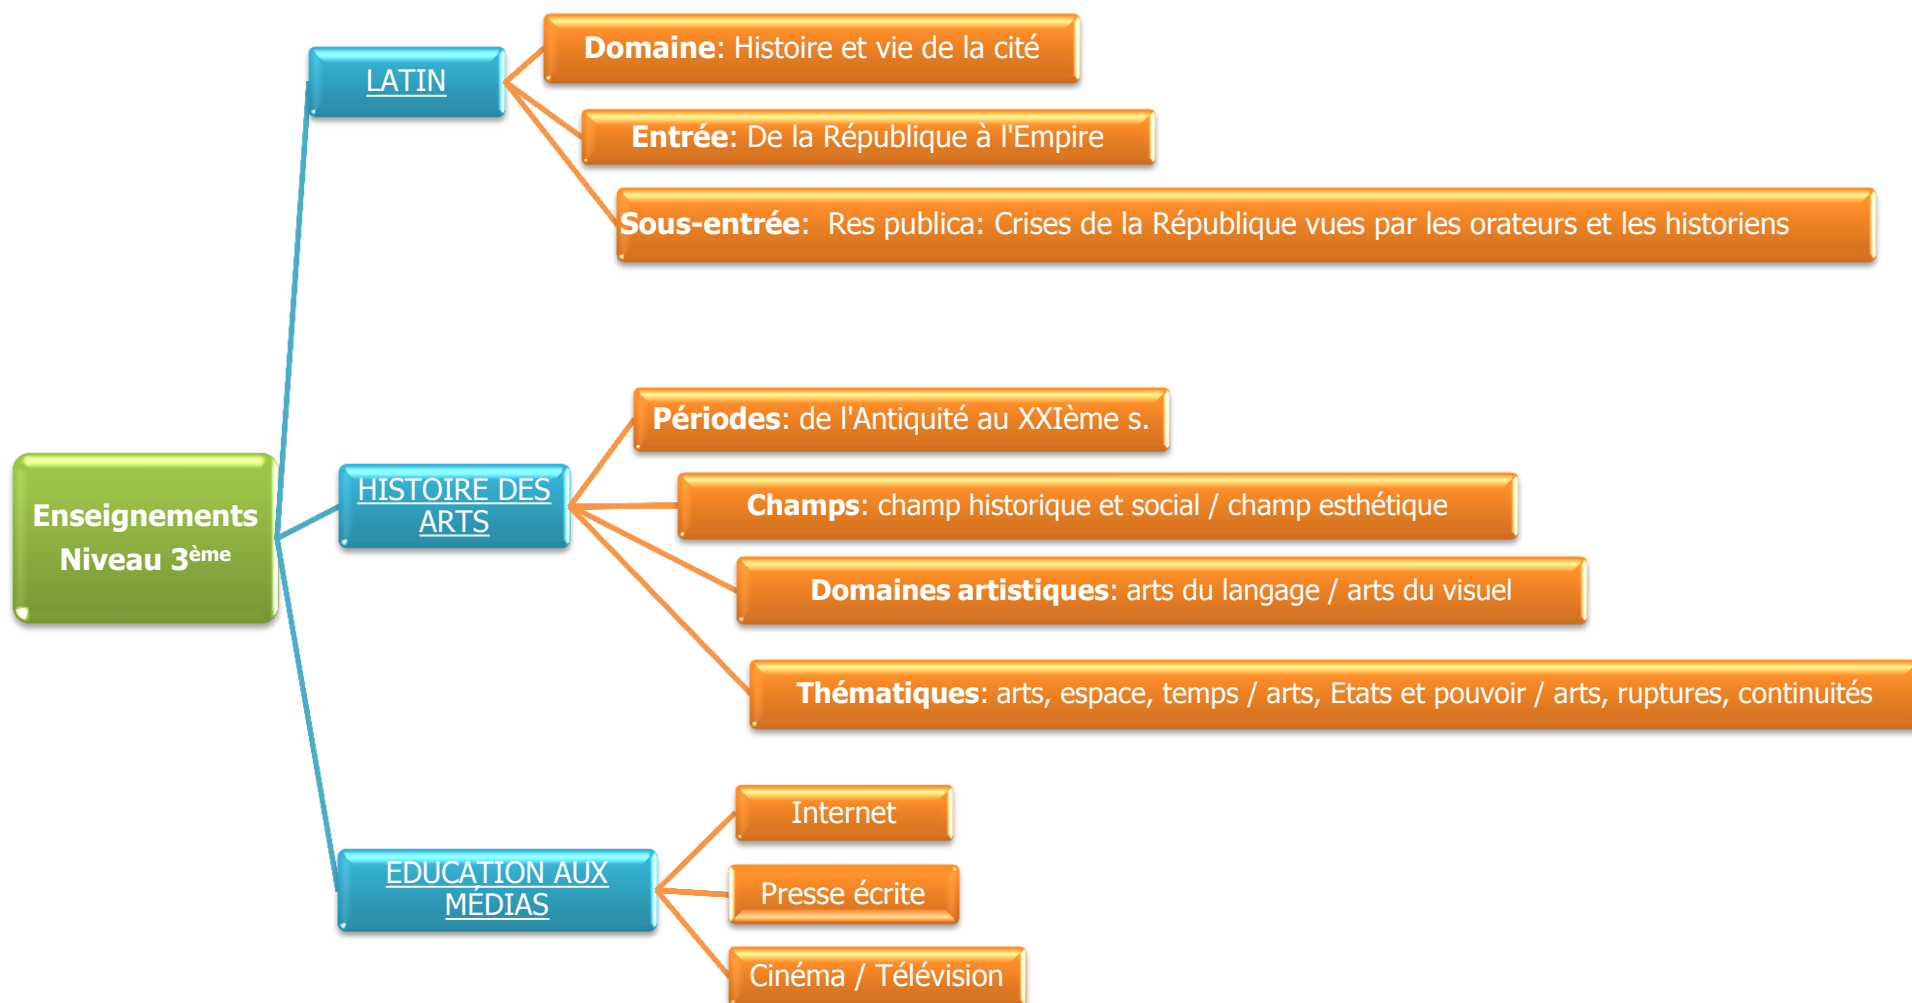 Enseignements
Niveau 3ème
LATIN
Domaine: Histoire et vie de la cité
Entrée: De la République à l'Empire
Sous-entrée:  Res publica: Crises de la République vues par les orateurs et les historiens
HISTOIRE DES
ARTS
Périodes: de l'Antiquité au XXIème s.
Champs: champ historique et social / champ esthétique
Domaines artistiques: arts du langage / arts du visuel
Thématiques: arts, espace, temps / arts, Etats et pouvoir / arts, ruptures, continuités
EDUCATION AUX
MÉDIAS
Internet
Presse écrite
Cinéma / Télévision